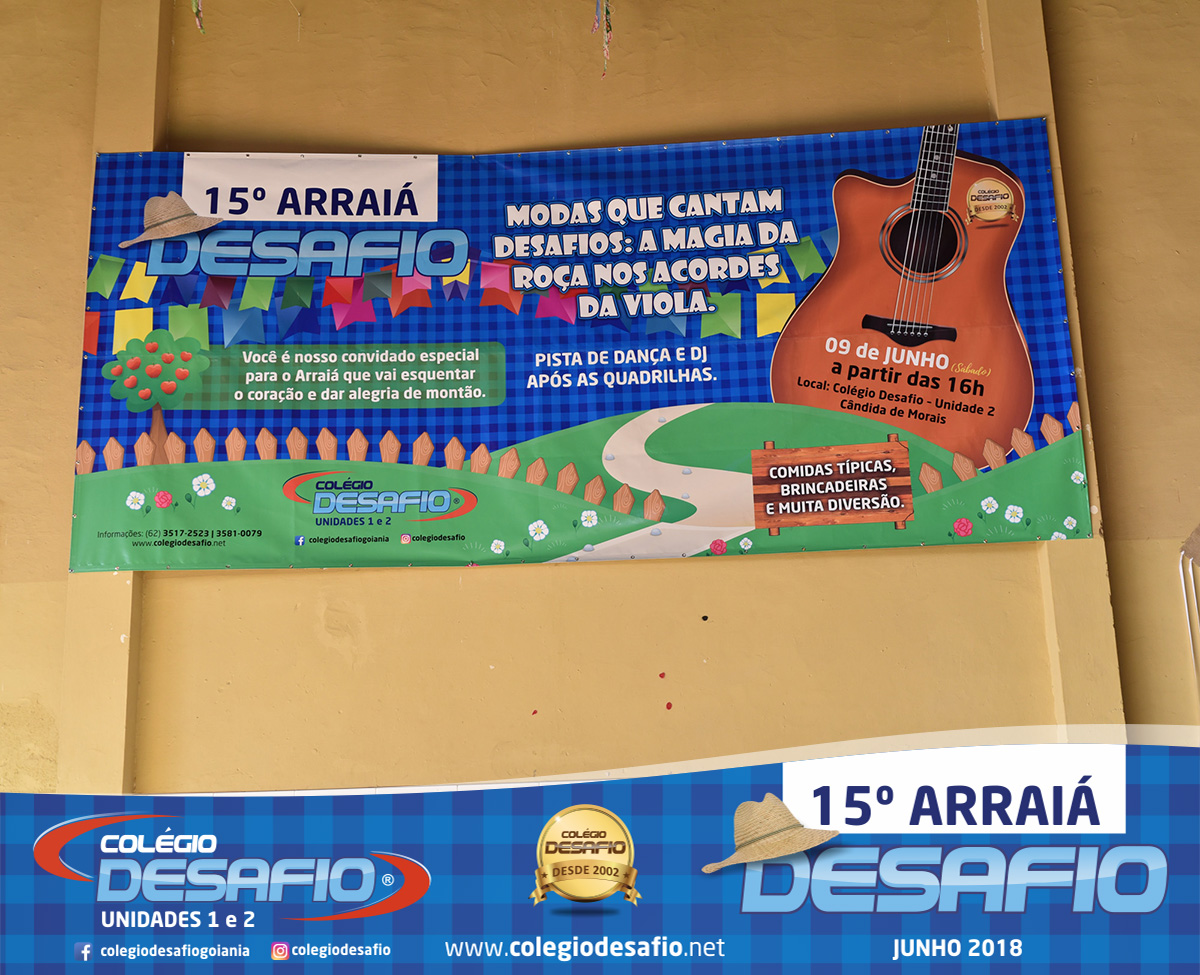 15º ARRAIÁ
DESAFIO
MODAS QUE CANTAM
DESAFIOS: A MAGIA DA
ROÇA NOS ACORDES
DA VIOLA.
COLÉGIO
DESAFIO
DESDE 2002
Você é nosso convidado especial
para o Arraiá que vai esquentar
o coração e dar alegria de montão.
PISTA DE DANÇA E DJ
APÓS AS QUADRILHAS.
09 de JUNHO (Sábado)
a partir das 16h
Local: Colégio Desafio - Unidade 2
Cândida de Morais
COMIDAS TÍPICAS,
BRINCADEIRAS
E MUITA DIVERSÃO.
COLÉGIO
DESAFIO®
UNIDADES 1 e 2
Informações: (62) 3517-2523 | 3581-0079
www.colegiodesafio.net
colegiodesafiogoiania
colegiodesafio
COLÉGIO
DESAFIO®
UNIDADES 1 e 2
colegiodesafiogoiania
colegiodesafio
COLÉGIO
DESAFIO
DESDE 2002
www.colegiodesafio.net
15º ARRAIÁ
DESAFIO
JUNHO 2018